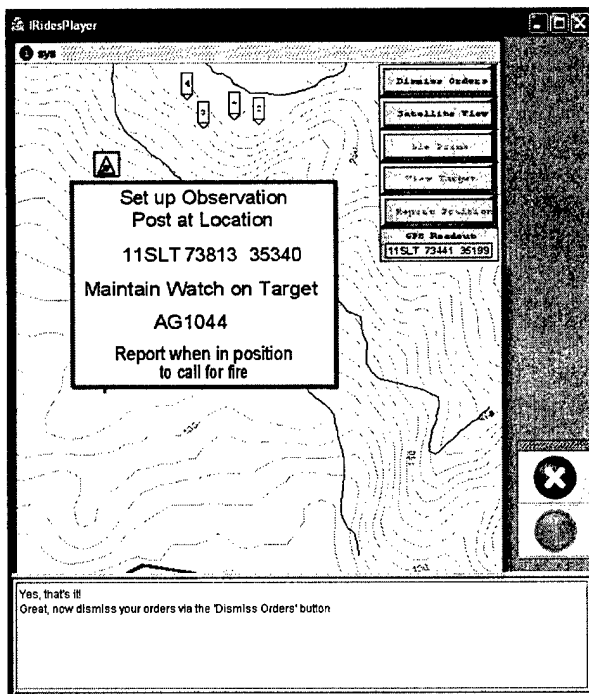 IRidesPlayer
sys
Dismiss Orders
Satellite View
View Target
Report Position
GPS Readout
11SLT 73441 35199
Set up Observation
Post at Location
11SLT 73813 35340
Maintain Watch on Target
AG1044
Report when in position
to call for fire
Yes, that's it!
Great, now dismiss your orders via the 'Dismiss Orders' button